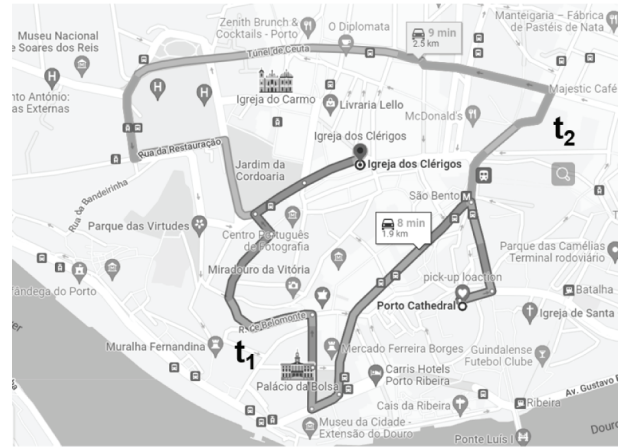 Zenith Brunch &
Cocktails - Porto
O Diplomata
9 min
2.5 km
Manteigaria – Fábrica
de Pastéis de Nata
Museu Nacional
e Soares dos Reis
Túnel de Ceuta
Igreja do Carmo
Livraria Lello
McDonald's
Majestic Café
nto António:
as Externas
t2
Igreja dos Clérigos
Igreja dos Clérigos
Rua da Restauração
Jardim da
Cordoaria
Rua da Bandeirinha
São Bento
Parque das Virtudes
Centro Português
de Fotografia
8 min
1.9 km
Parque das Camélias
Terminal rodoviário
Miradouro da Vitória
pick-up loaction
Batalha
fândega do Porto
Porto Cathedral
Igreja de Santa
R. de Belomonte
Muralha Fernandina
t1
Mercado Ferreira Borges
Guindalense
Futebol Clube
Palácio da Bolsa
Carris Hotels
Porto Ribeira
Av. Gustavo
Cais da Ribeira
Ribeira
Museu da Cidade -
Extensão do Douro
Ponte Luís I
Douro